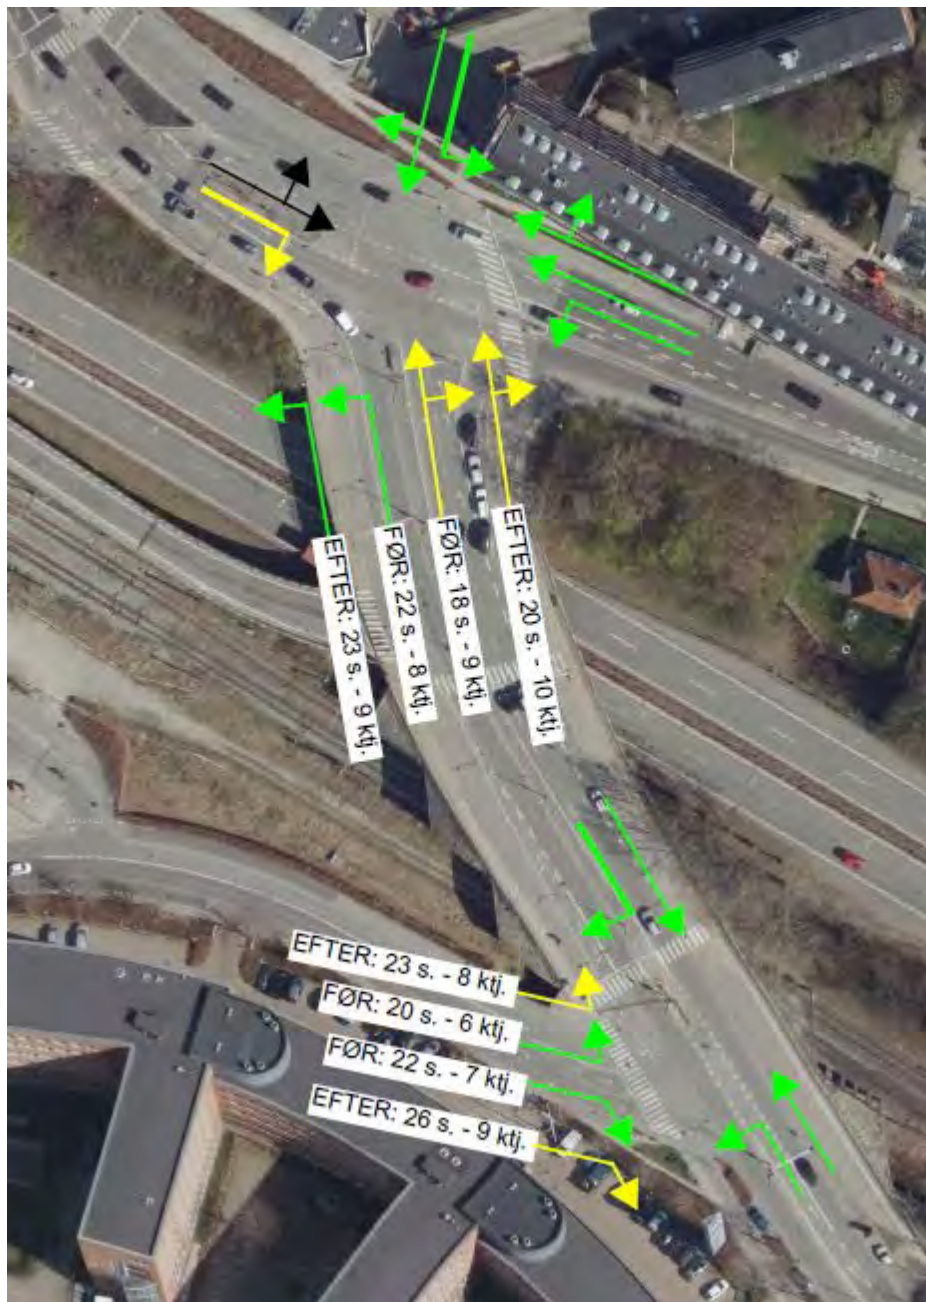 EFTER: 23 s. - 9 ktj.
FØR: 22 s. - 8 ktj.
FØR: 18 s. - 9 ktj.
EFTER: 20 s. - 10 ktj.
EFTER: 23 s. - 8 ktj.
FØR: 20 s. - 6 ktj.
FØR: 22 s. - 7 ktj.
EFTER: 26 s. - 9 ktj.